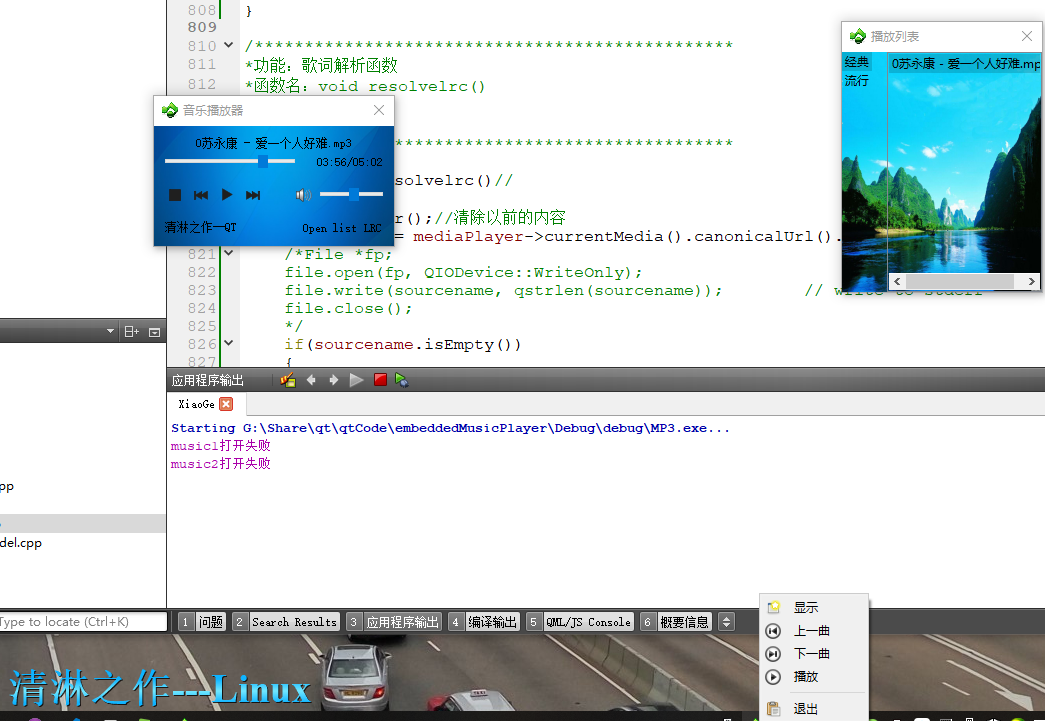 808 }
809
810 /************************************************
811 *功能：歌词解析函数
812 *函数名：void resolvelrc()
音乐播放器
0苏永康 - 爱一个人好难.mp3
03:56/05:02
清淋之作--QT
Open list LRC
************************************
solvelrc()//
r();//清除以前的内容
= mediaPlayer->currentMedia().canonicalUrl().
821 /*File *fp;
822 file.open(fp, QIODevice::WriteOnly);
823 file.write(sourcename, qstrlen(sourcename)); // write to stderr
824 file.close();
825 */
826 if(sourcename.isEmpty())
827 {
播放列表
经典
流行
0苏永康 - 爱一个人好难.mp
应用程序输出
XiaoGe
Starting G:\Share\qt\qtCode\embeddedMusicPlayer\Debug\debug\MP3.exe...
music1打开失败
music2打开失败
pp
del.cpp
Type to locate (Ctrl+K)
1 问题 2 Search Results 3 应用程序输出 4 编译输出 5 QML/JS Console 6 概要信息
显示
上一曲
下一曲
播放
退出
清淋之作---Linux